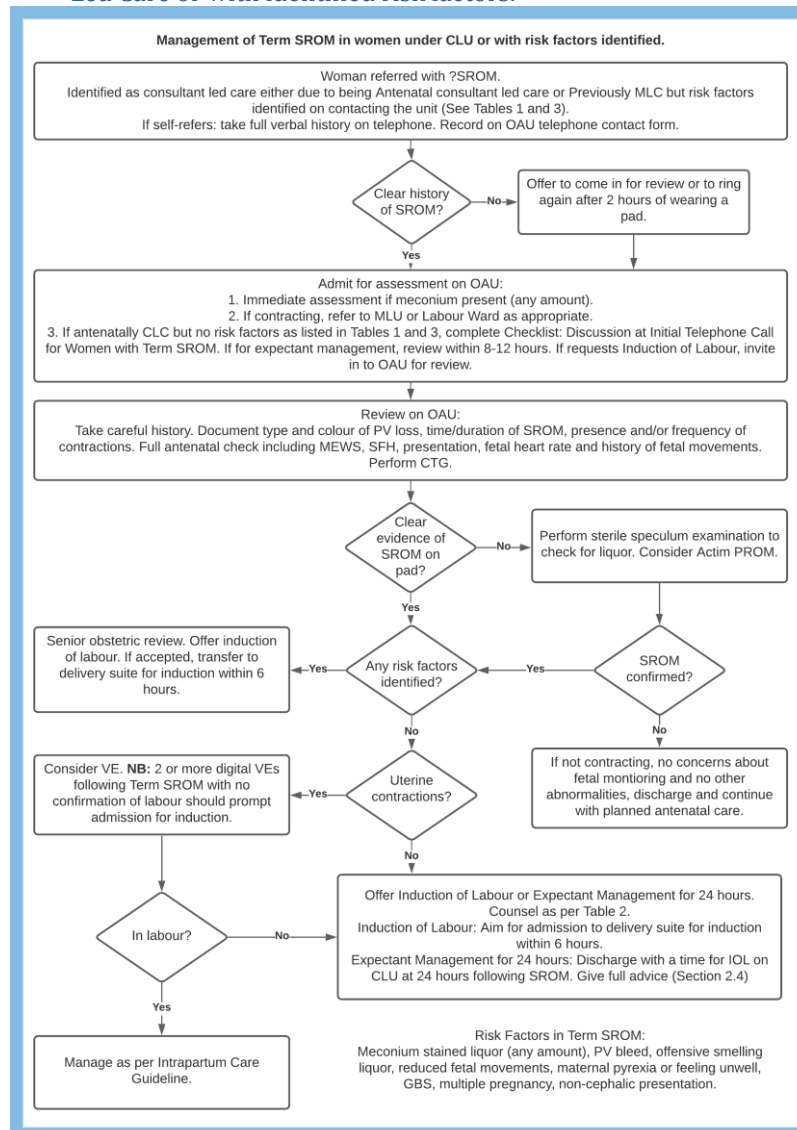 Led Care or with identified risk factors.
Management of Term SROM in women under CLU or with risk factors identified.
Woman referred with ?SROM.
Identified as consultant led care either due to being Antenatal consultant led care or Previously MLC but risk factors
identified on contacting the unit (See Tables 1 and 3).
If self-refers: take full verbal history on telephone. Record on OAU telephone contact form.
Clear history
of SROM?
No
Offer to come in for review or to ring
again after 2 hours of wearing a
pad.
Yes
Admit for assessment on OAU:
1. Immediate assessment if meconium present (any amount).
2. If contracting, refer to MLU or Labour Ward as appropriate.
3. If antenatally CLC but no risk factors as listed in Tables 1 and 3, complete Checklist: Discussion at Initial Telephone Call
for Women with Term SROM. If for expectant management, review within 8-12 hours. If requests Induction of Labour, invite
in to OAU for review.
Review on OAU:
Take careful history. Document type and colour of PV loss, time/duration of SROM, presence and/or frequency of
contractions. Full antenatal check including MEWS, SFH, presentation, fetal heart rate and history of fetal movements.
Perform CTG.
Clear
evidence of
SROM on
pad?
No
Perform sterile speculum examination to
check for liquor. Consider Actim PROM.
Yes
Senior obstetric review. Offer induction
of labour. If accepted, transfer to
delivery suite for induction within 6
hours.
Yes
Any risk factors
identified?
Yes
SROM
confirmed?
No
No
Consider VE. NB: 2 or more digital VEs
following Term SROM with no
confirmation of labour should prompt
admission for induction.
Yes
Uterine
contractions?
If not contracting, no concerns about
fetal montioring and no other
abnormalities, discharge and continue
with planned antenatal care.
No
In labour?
No
Offer Induction of Labour or Expectant Management for 24 hours.
Counsel as per Table 2.
Induction of Labour: Aim for admission to delivery suite for induction
within 6 hours.
Expectant Management for 24 hours: Discharge with a time for IOL on
CLU at 24 hours following SROM. Give full advice (Section 2.4)
Yes
Manage as per Intrapartum Care
Guideline.
Risk Factors in Term SROM:
Meconium stained liquor (any amount), PV bleed, offensive smelling
liquor, reduced fetal movements, maternal pyrexia or feeling unwell,
GBS, multiple pregnancy, non-cephalic presentation.